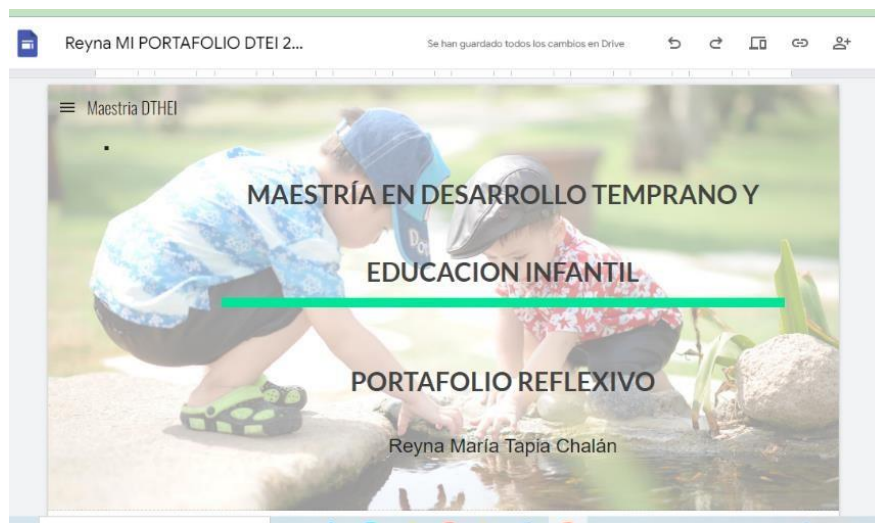 Reyna MI PORTAFOLIO DTEI 2...
Se han guardado todos los cambios en Drive
Maestria DTHEI
MAESTRÍA EN DESARROLLO TEMPRANO Y
EDUCACION INFANTIL
PORTAFOLIO REFLEXIVO
Reyna María Tapia Chalán